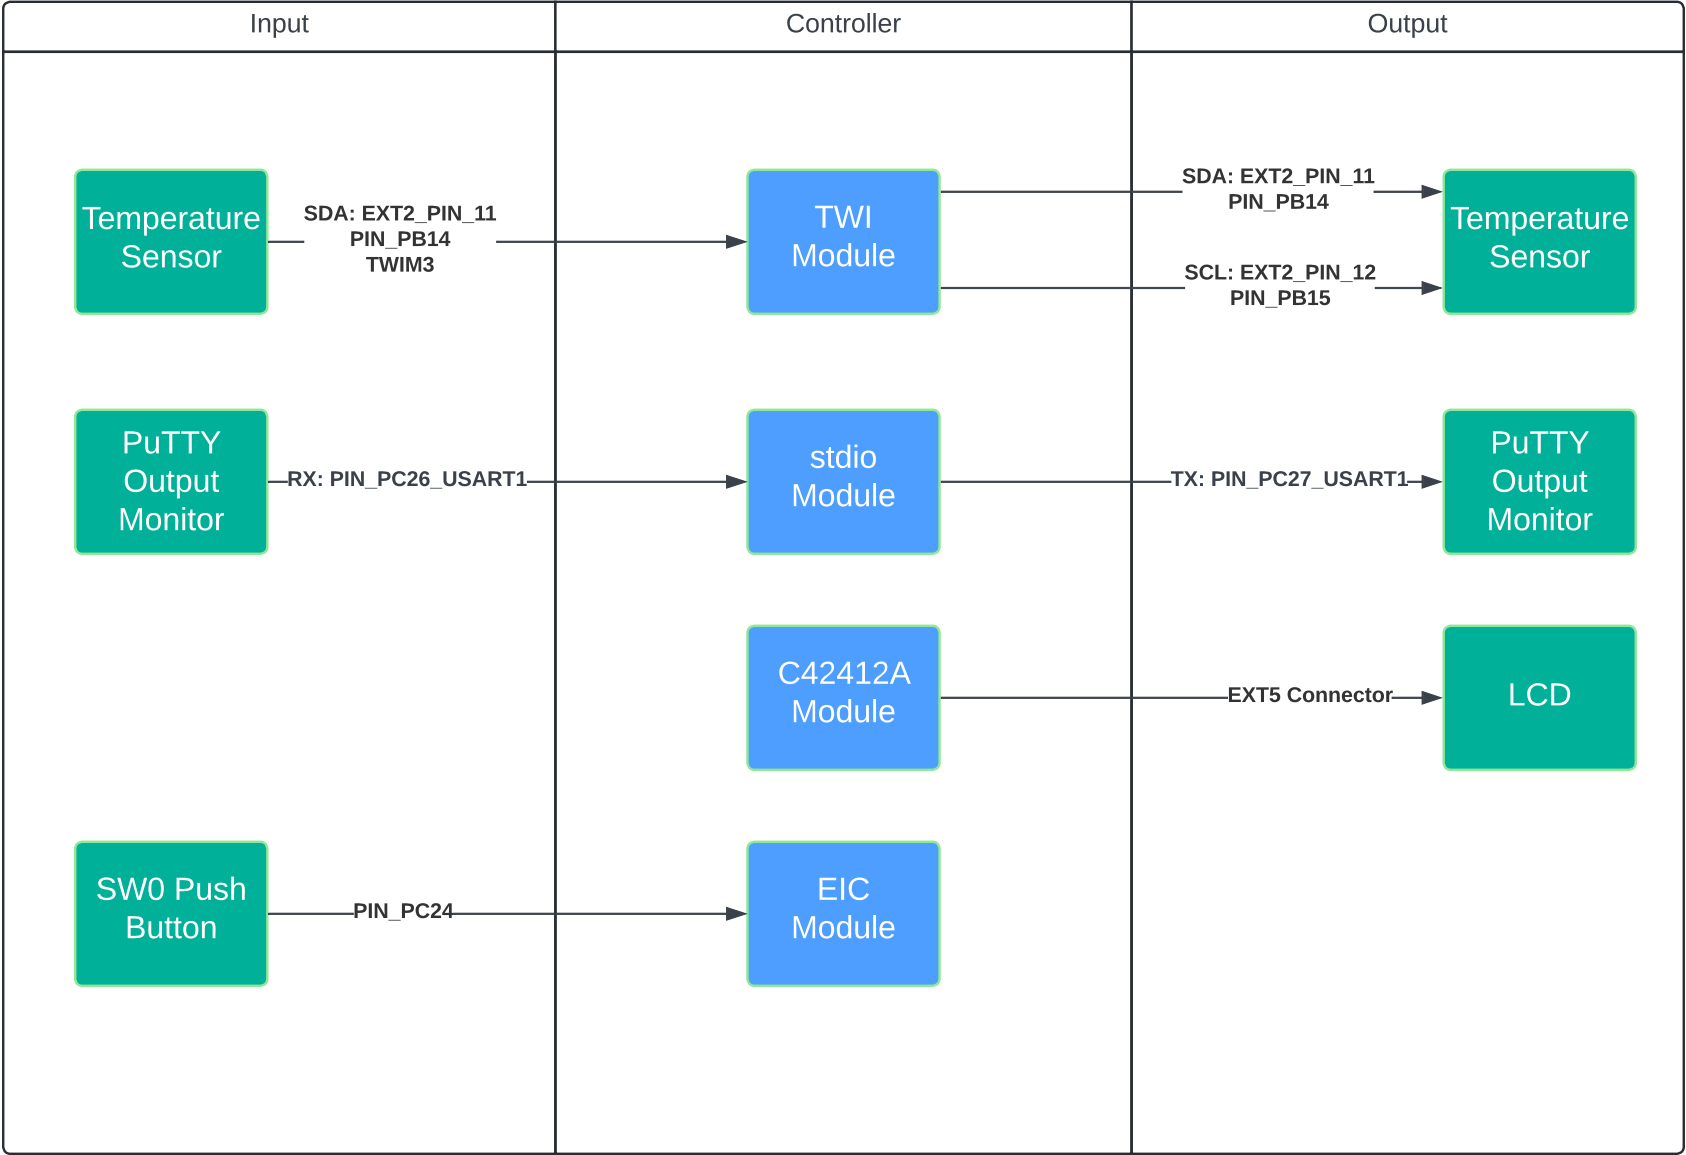 Input
Controller
Output
Temperature
Sensor
SDA: EXT2_PIN_11
PIN_PB14
TWIM3
TWI
Module
SDA: EXT2_PIN_11
PIN_PB14
SCL: EXT2_PIN_12
PIN_PB15
Temperature
Sensor
PuTTY
Output
Monitor
RX: PIN_PC26_USART1
stdio
Module
TX: PIN_PC27_USART1
PuTTY
Output
Monitor
C42412A
Module
EXT5 Connector
LCD
SW0 Push
Button
PIN_PC24
EIC
Module